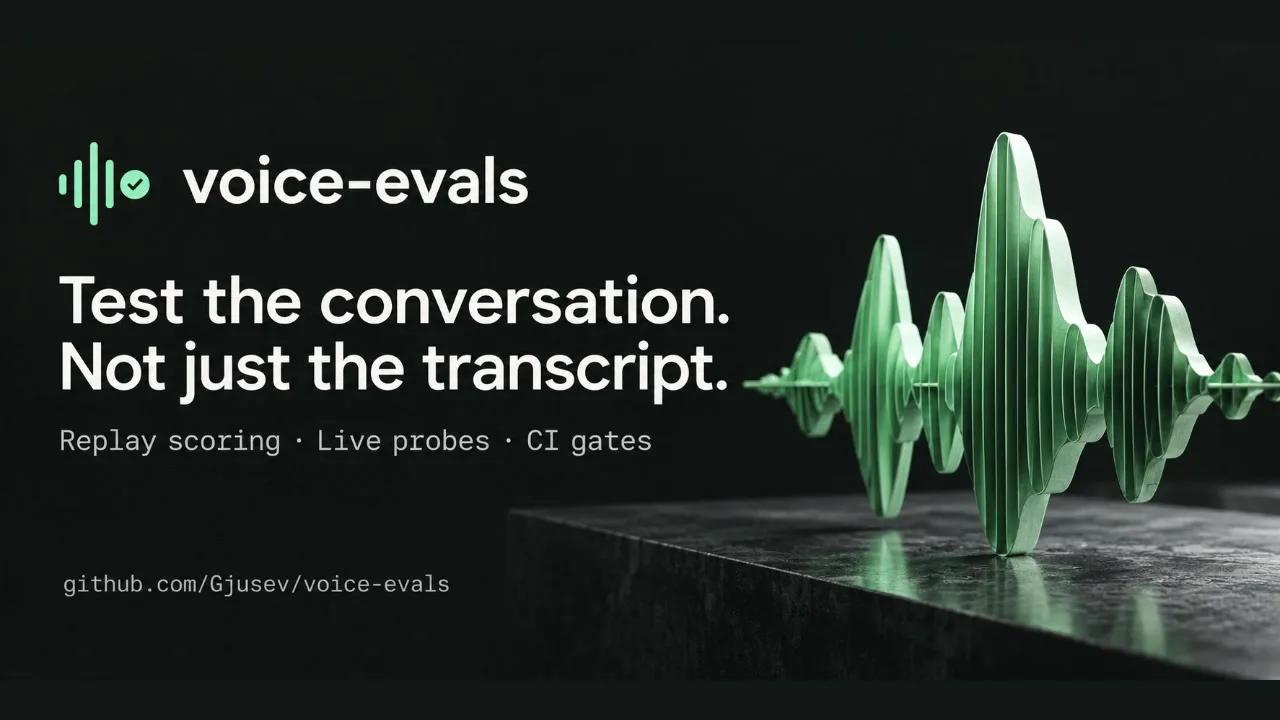 voice-evals
Test the conversation.
Not just the transcript.
Replay scoring · Live probes · CI gates
github.com/Gjusev/voice-evals